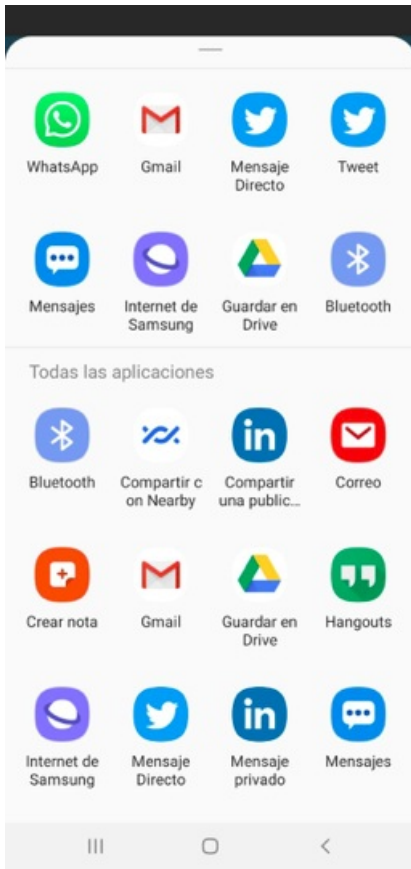 WhatsApp
Gmail
Mensaje
Directo
Tweet
Mensajes
Internet de
Samsung
Guardar en
Drive
Bluetooth
Todas las aplicaciones
Bluetooth
Compartir c
on Nearby
Compartir
una public...
Correo
Crear nota
Gmail
Guardar en
Drive
Hangouts
Internet de
Samsung
Mensaje
Directo
Mensaje
privado
Mensajes